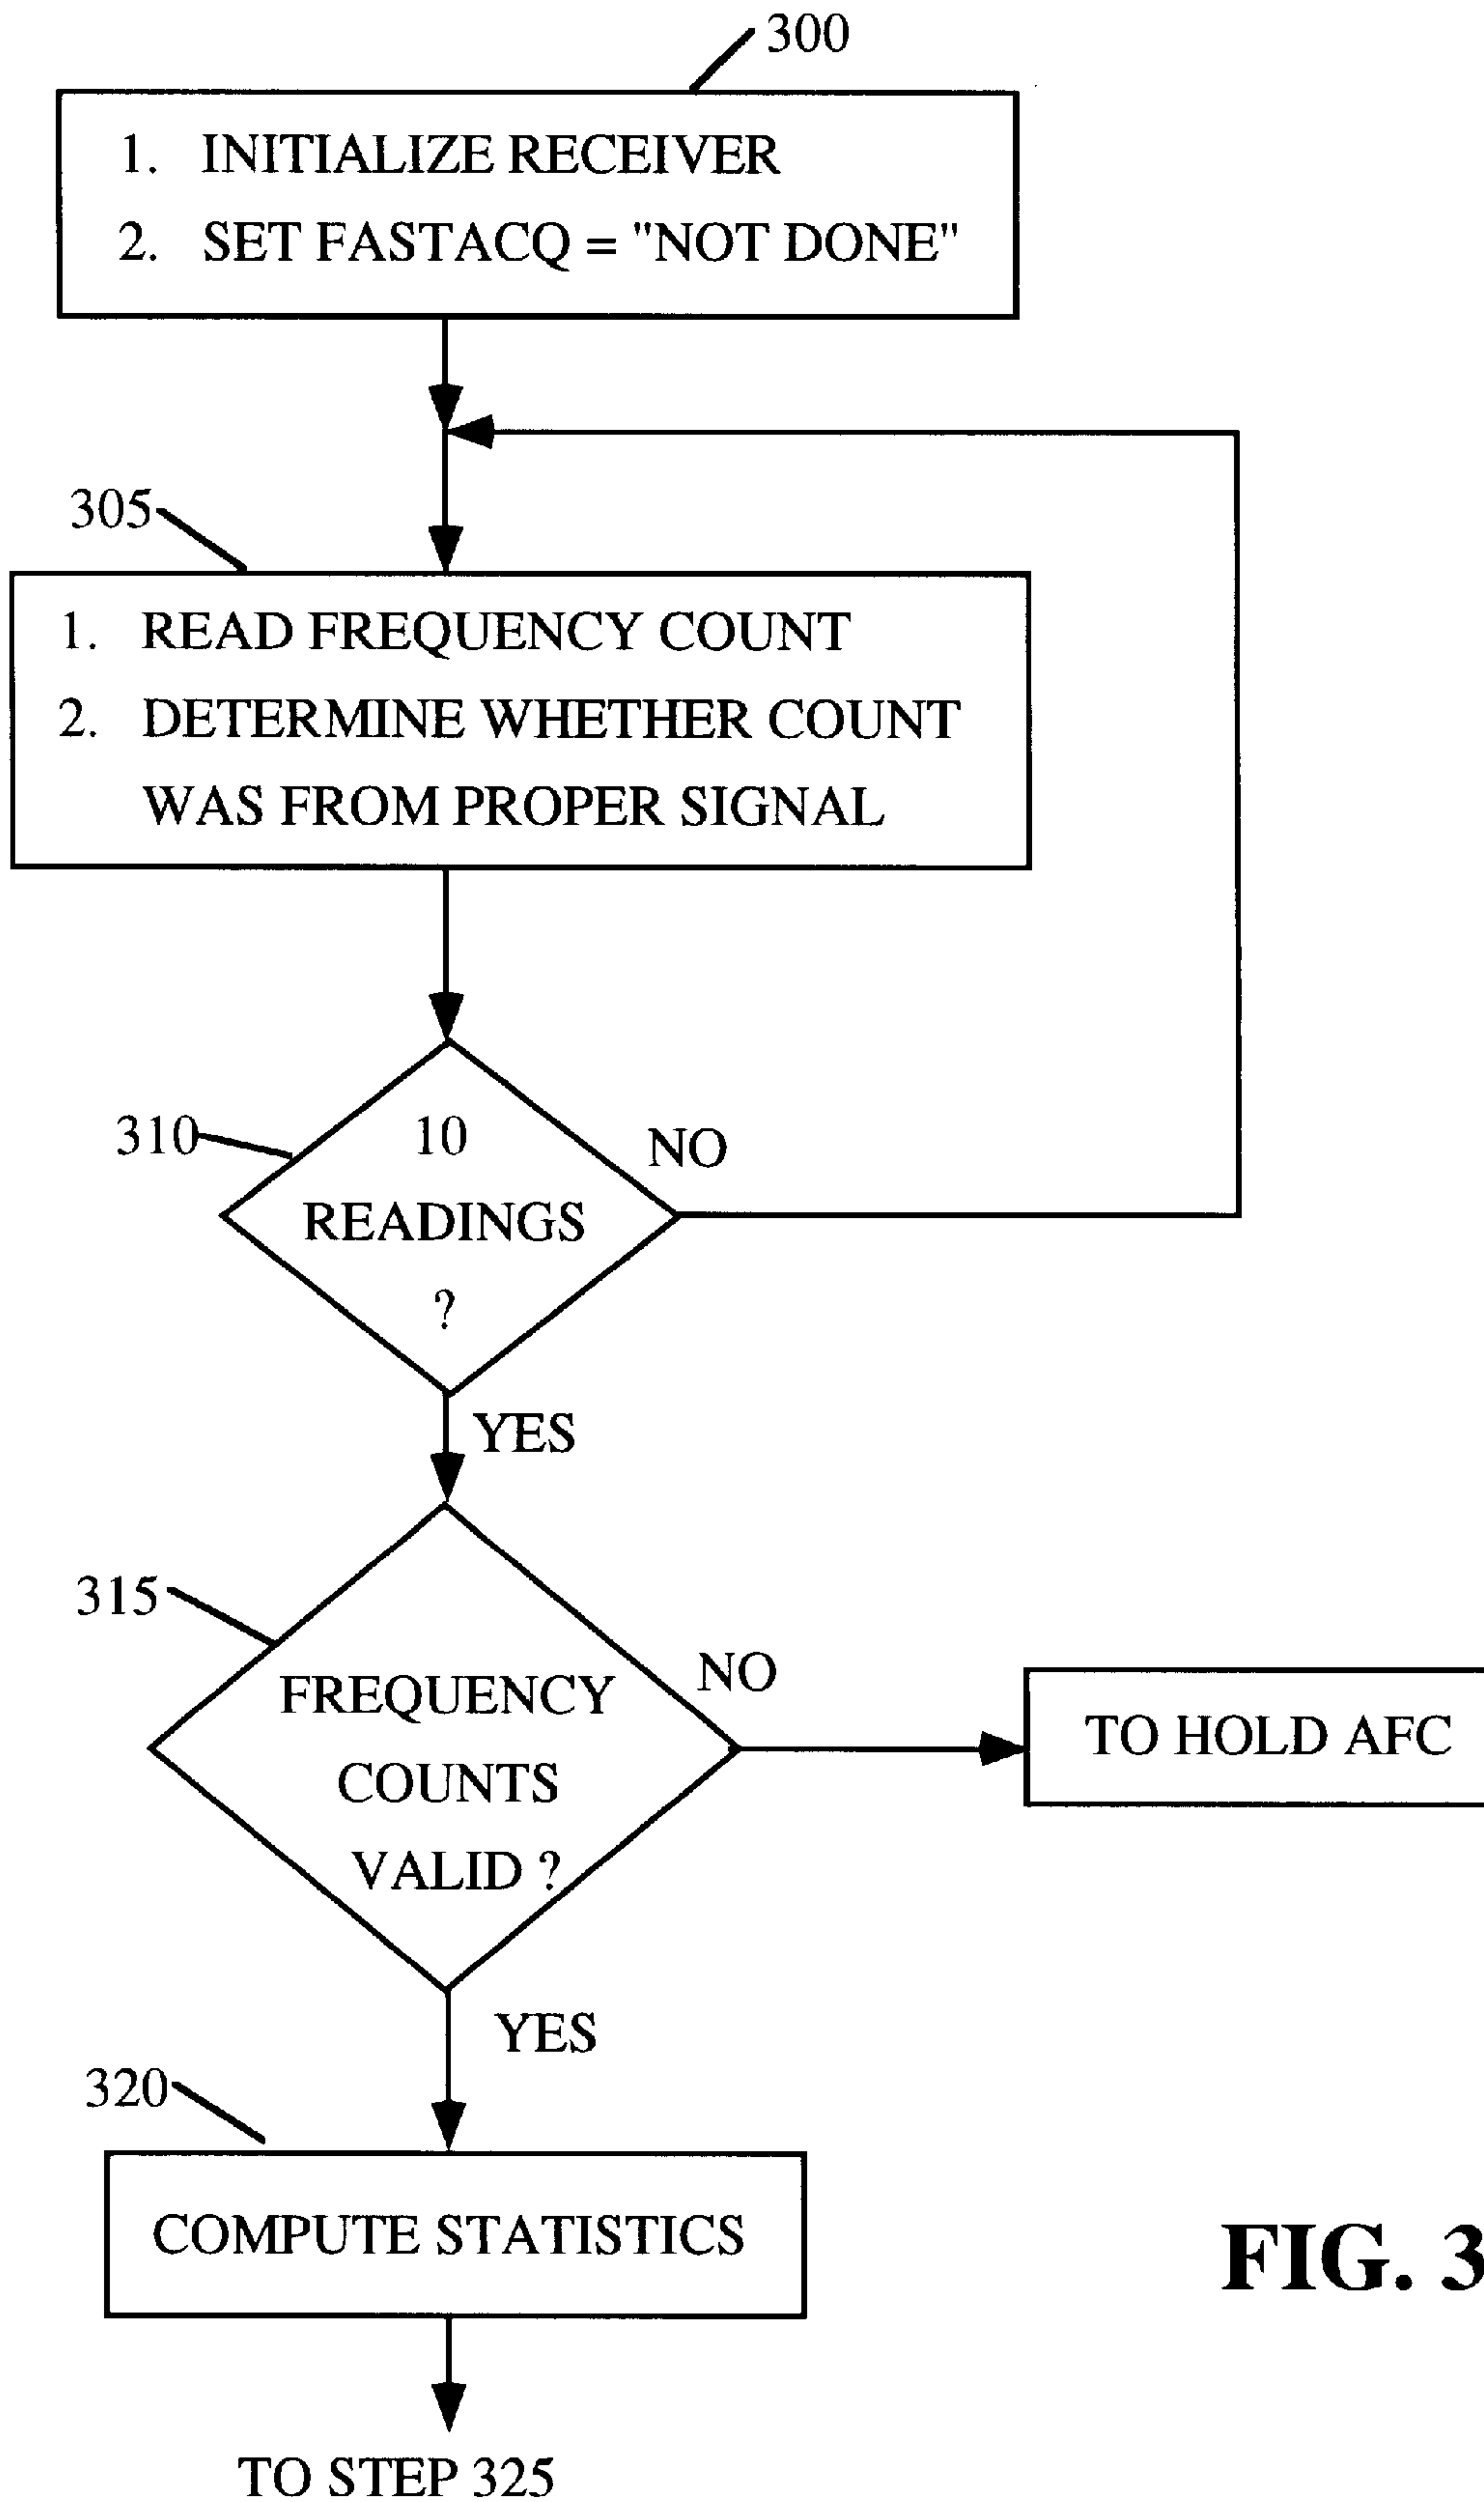 300
1. INITIALIZE RECEIVER
2. SET FASTACQ = "NOT DONE"
305
1. READ FREQUENCY COUNT
2. DETERMINE WHETHER COUNT
WAS FROM PROPER SIGNAL
310
10
READINGS
?
NO
YES
315
FREQUENCY
COUNTS
VALID ?
NO
TO HOLD AFC
YES
320
COMPUTE STATISTICS
FIG. 3
TO STEP 325